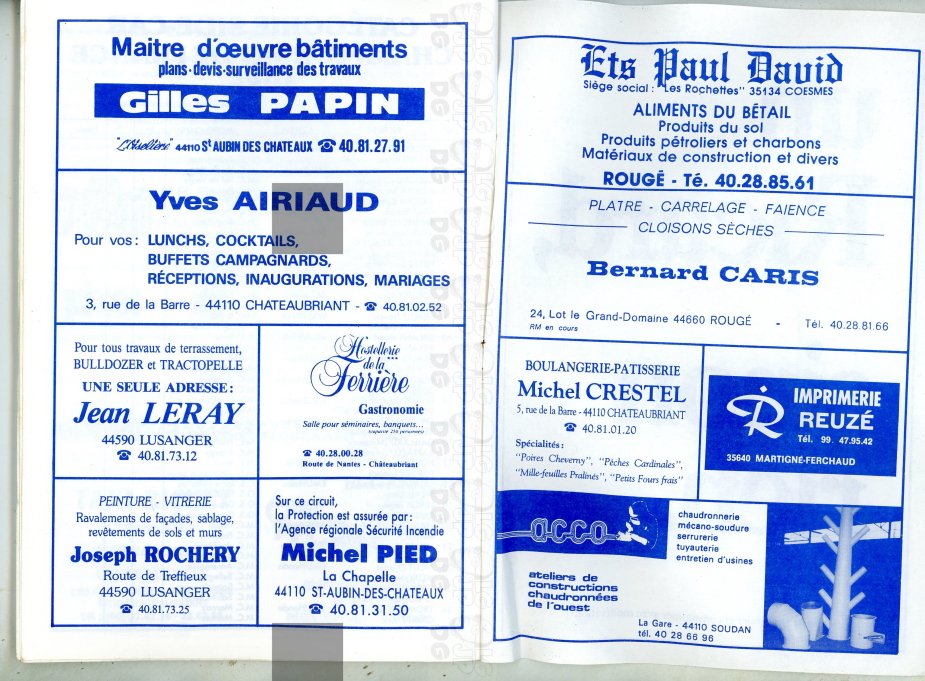 Maitre d'œuvre bâtiments
plans-devis-surveillance des travaux
Gilles PAPIN
"L'Hôselière" 44110 St AUBIN DES CHATEAUX ☎ 40.81.27.91
Yves AIRIAUD
Pour vos : LUNCHS, COCKTAILS,
BUFFETS CAMPAGNARDS,
RÉCEPTIONS, INAUGURATIONS, MARIAGES
3, rue de la Barre - 44110 CHATEAUBRIANT - ☎ 40.81.02.52
Pour tous travaux de terrassement,
BULLDOZER et TRACTOPELLE
UNE SEULE ADRESSE :
Jean LERAY
44590 LUSANGER
☎ 40.81.73.12
Hostellerie
de la ***
Ferrière
Gastronomie
Salle pour séminaires, banquets...
(capacité 250 personnes)
☎ 40.28.00.28
Route de Nantes - Châteaubriant
PEINTURE - VITRERIE
Ravalements de façades, sablage,
revêtements de sols et murs
Joseph ROCHERY
Route de Treffieux
44590 LUSANGER
☎ 40.81.73.25
Sur ce circuit,
la Protection est assurée par :
l'Agence régionale Sécurité Incendie
Michel PIED
La Chapelle
44110 ST-AUBIN-DES-CHATEAUX
☎ 40.81.31.50
Ets Paul David
Siège social : "Les Rochettes" 35134 COESMES
ALIMENTS DU BÉTAIL
Produits du sol
Produits pétroliers et charbons
Matériaux de construction et divers
ROUGÉ - Té. 40.28.85.61
PLATRE - CARRELAGE - FAIENCE
CLOISONS SÈCHES
Bernard CARIS
24, Lot le Grand-Domaine 44660 ROUGÉ - Tél. 40.28.81.66
RM en cours
BOULANGERIE-PATISSERIE
Michel CRESTEL
5, rue de la Barre - 44110 CHATEAUBRIANT
☎ 40.81.01.20
Spécialités :
"Poires Cheverny", "Pêches Cardinales",
"Mille-feuilles Pralinés", "Petits Fours frais"
IMPRIMERIE
REUZÉ
Tél. 99. 47.95.42
35640 MARTIGNÉ-FERCHAUD
acco
chaudronnerie
mécano-soudure
serrurerie
tuyauterie
entretien d'usines
ateliers de
constructions
chaudronnées
de l'ouest
La Gare - 44110 SOUDAN
tél. 40 28 66 96